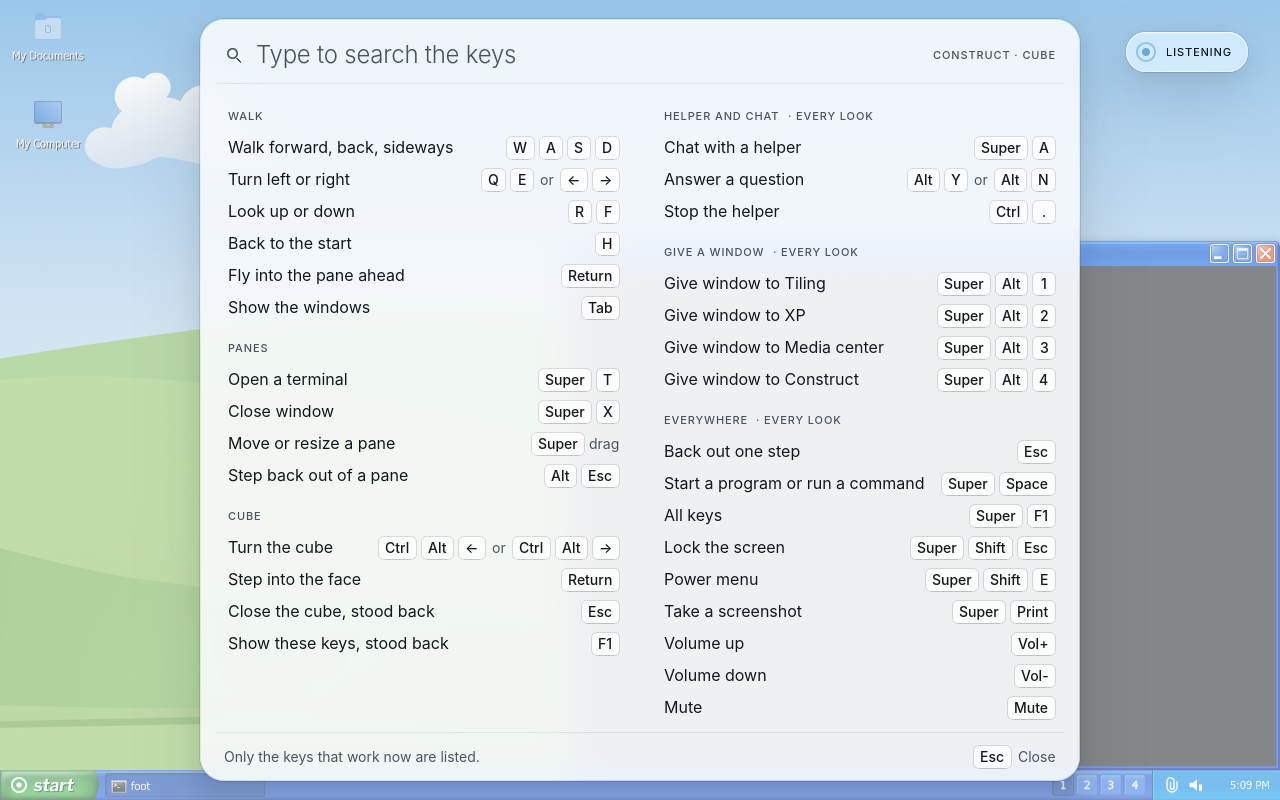 My Documents
My Computer
Type to search the keys
CONSTRUCT · CUBE
LISTENING
WALK
Walk forward, back, sideways W A S D
Turn left or right Q E or ← →
Look up or down R F
Back to the start H
Fly into the pane ahead Return
Show the windows Tab
PANES
Open a terminal Super T
Close window Super X
Move or resize a pane Super drag
Step back out of a pane Alt Esc
CUBE
Turn the cube Ctrl Alt ← or Ctrl Alt →
Step into the face Return
Close the cube, stood back Esc
Show these keys, stood back F1
HELPER AND CHAT · EVERY LOOK
Chat with a helper Super A
Answer a question Alt Y or Alt N
Stop the helper Ctrl .
GIVE A WINDOW · EVERY LOOK
Give window to Tiling Super Alt 1
Give window to XP Super Alt 2
Give window to Media center Super Alt 3
Give window to Construct Super Alt 4
EVERYWHERE · EVERY LOOK
Back out one step Esc
Start a program or run a command Super Space
All keys Super F1
Lock the screen Super Shift Esc
Power menu Super Shift E
Take a screenshot Super Print
Volume up Vol+
Volume down Vol-
Mute Mute
Only the keys that work now are listed.
Esc Close
start
foot
1 2 3 4
5:09 PM